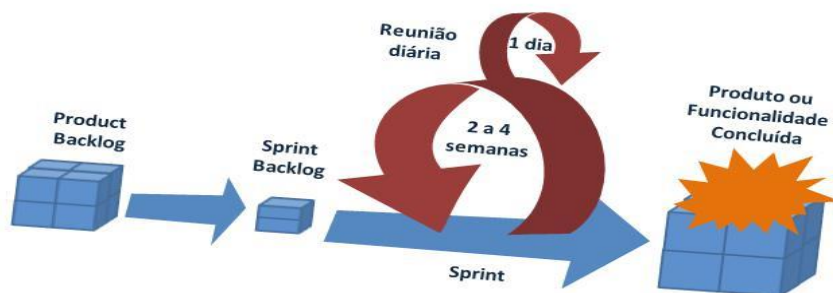 Product
Backlog
Sprint
Backlog
Reunião
diária
1 dia
2 a 4
semanas
Sprint
Produto ou
Funcionalidade
Concluída